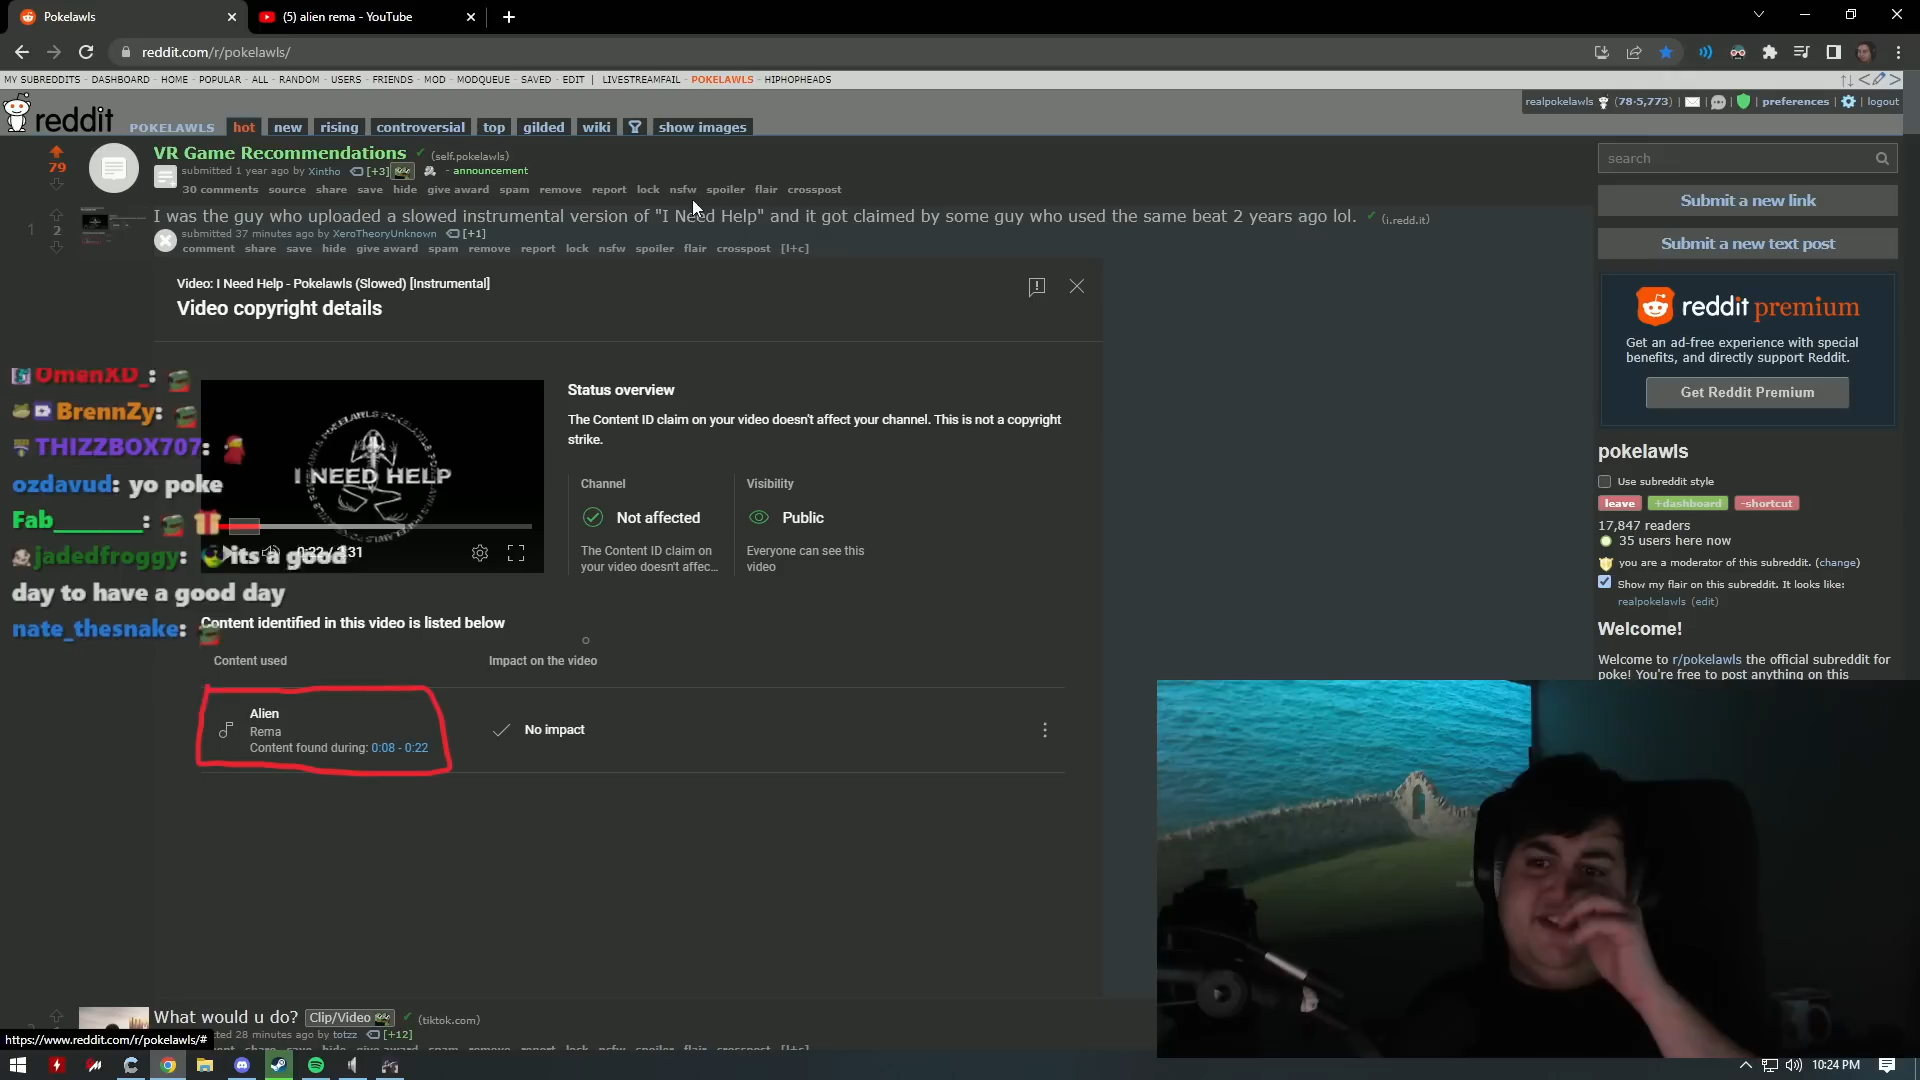 Pokelawls
(5) alien rema - YouTube
reddit.com/r/pokelawls/
MY SUBREDDITS - DASHBOARD - HOME - POPULAR - ALL - RANDOM - USERS - FRIENDS - MOD - MODQUEUE - SAVED - EDIT | LIVESTREAMFAIL - POKELAWLS - HIPHOPHEADS
realpokelawls (78·5,773) | | | | preferences | | logout
reddit POKELAWLS hot new rising controversial top gilded wiki show images
79
VR Game Recommendations (self.pokelawls)
submitted 1 year ago by Xintho [+3] - announcement
30 comments source share save hide give award spam remove report lock nsfw spoiler flair crosspost
1
2
I was the guy who uploaded a slowed instrumental version of "I Need Help" and it got claimed by some guy who used the same beat 2 years ago lol. (i.redd.it)
submitted 37 minutes ago by XeroTheoryUnknown [+1]
comment share save hide give award spam remove report lock nsfw spoiler flair crosspost [l+c]
Video: I Need Help - Pokelawls (Slowed) [Instrumental]
Video copyright details
OmenXD_:
BrennZy:
THIZZBOX707:
ozdavud: yo poke
Fab_______:
jadedfroggy: its a good
day to have a good day
nate_thesnake:
I NEED HELP
0:22 / 3:31
Status overview
The Content ID claim on your video doesn't affect your channel. This is not a copyright
strike.
Channel
Not affected
The Content ID claim on
your video doesn't affec...
Visibility
Public
Everyone can see this
video
Content identified in this video is listed below
Content used
Impact on the video
Alien
Rema
Content found during: 0:08 - 0:22
No impact
What would u do? Clip/Video (tiktok.com)
ted 28 minutes ago by totzz [+12]
https://www.reddit.com/r/pokelawls/#
search
Submit a new link
Submit a new text post
reddit premium
Get an ad-free experience with special
benefits, and directly support Reddit.
Get Reddit Premium
pokelawls
Use subreddit style
leave +dashboard -shortcut
17,847 readers
35 users here now
you are a moderator of this subreddit. (change)
Show my flair on this subreddit. It looks like:
realpokelawls (edit)
Welcome!
Welcome to r/pokelawls the official subreddit for
poke! You're free to post anything on this
10:24 PM